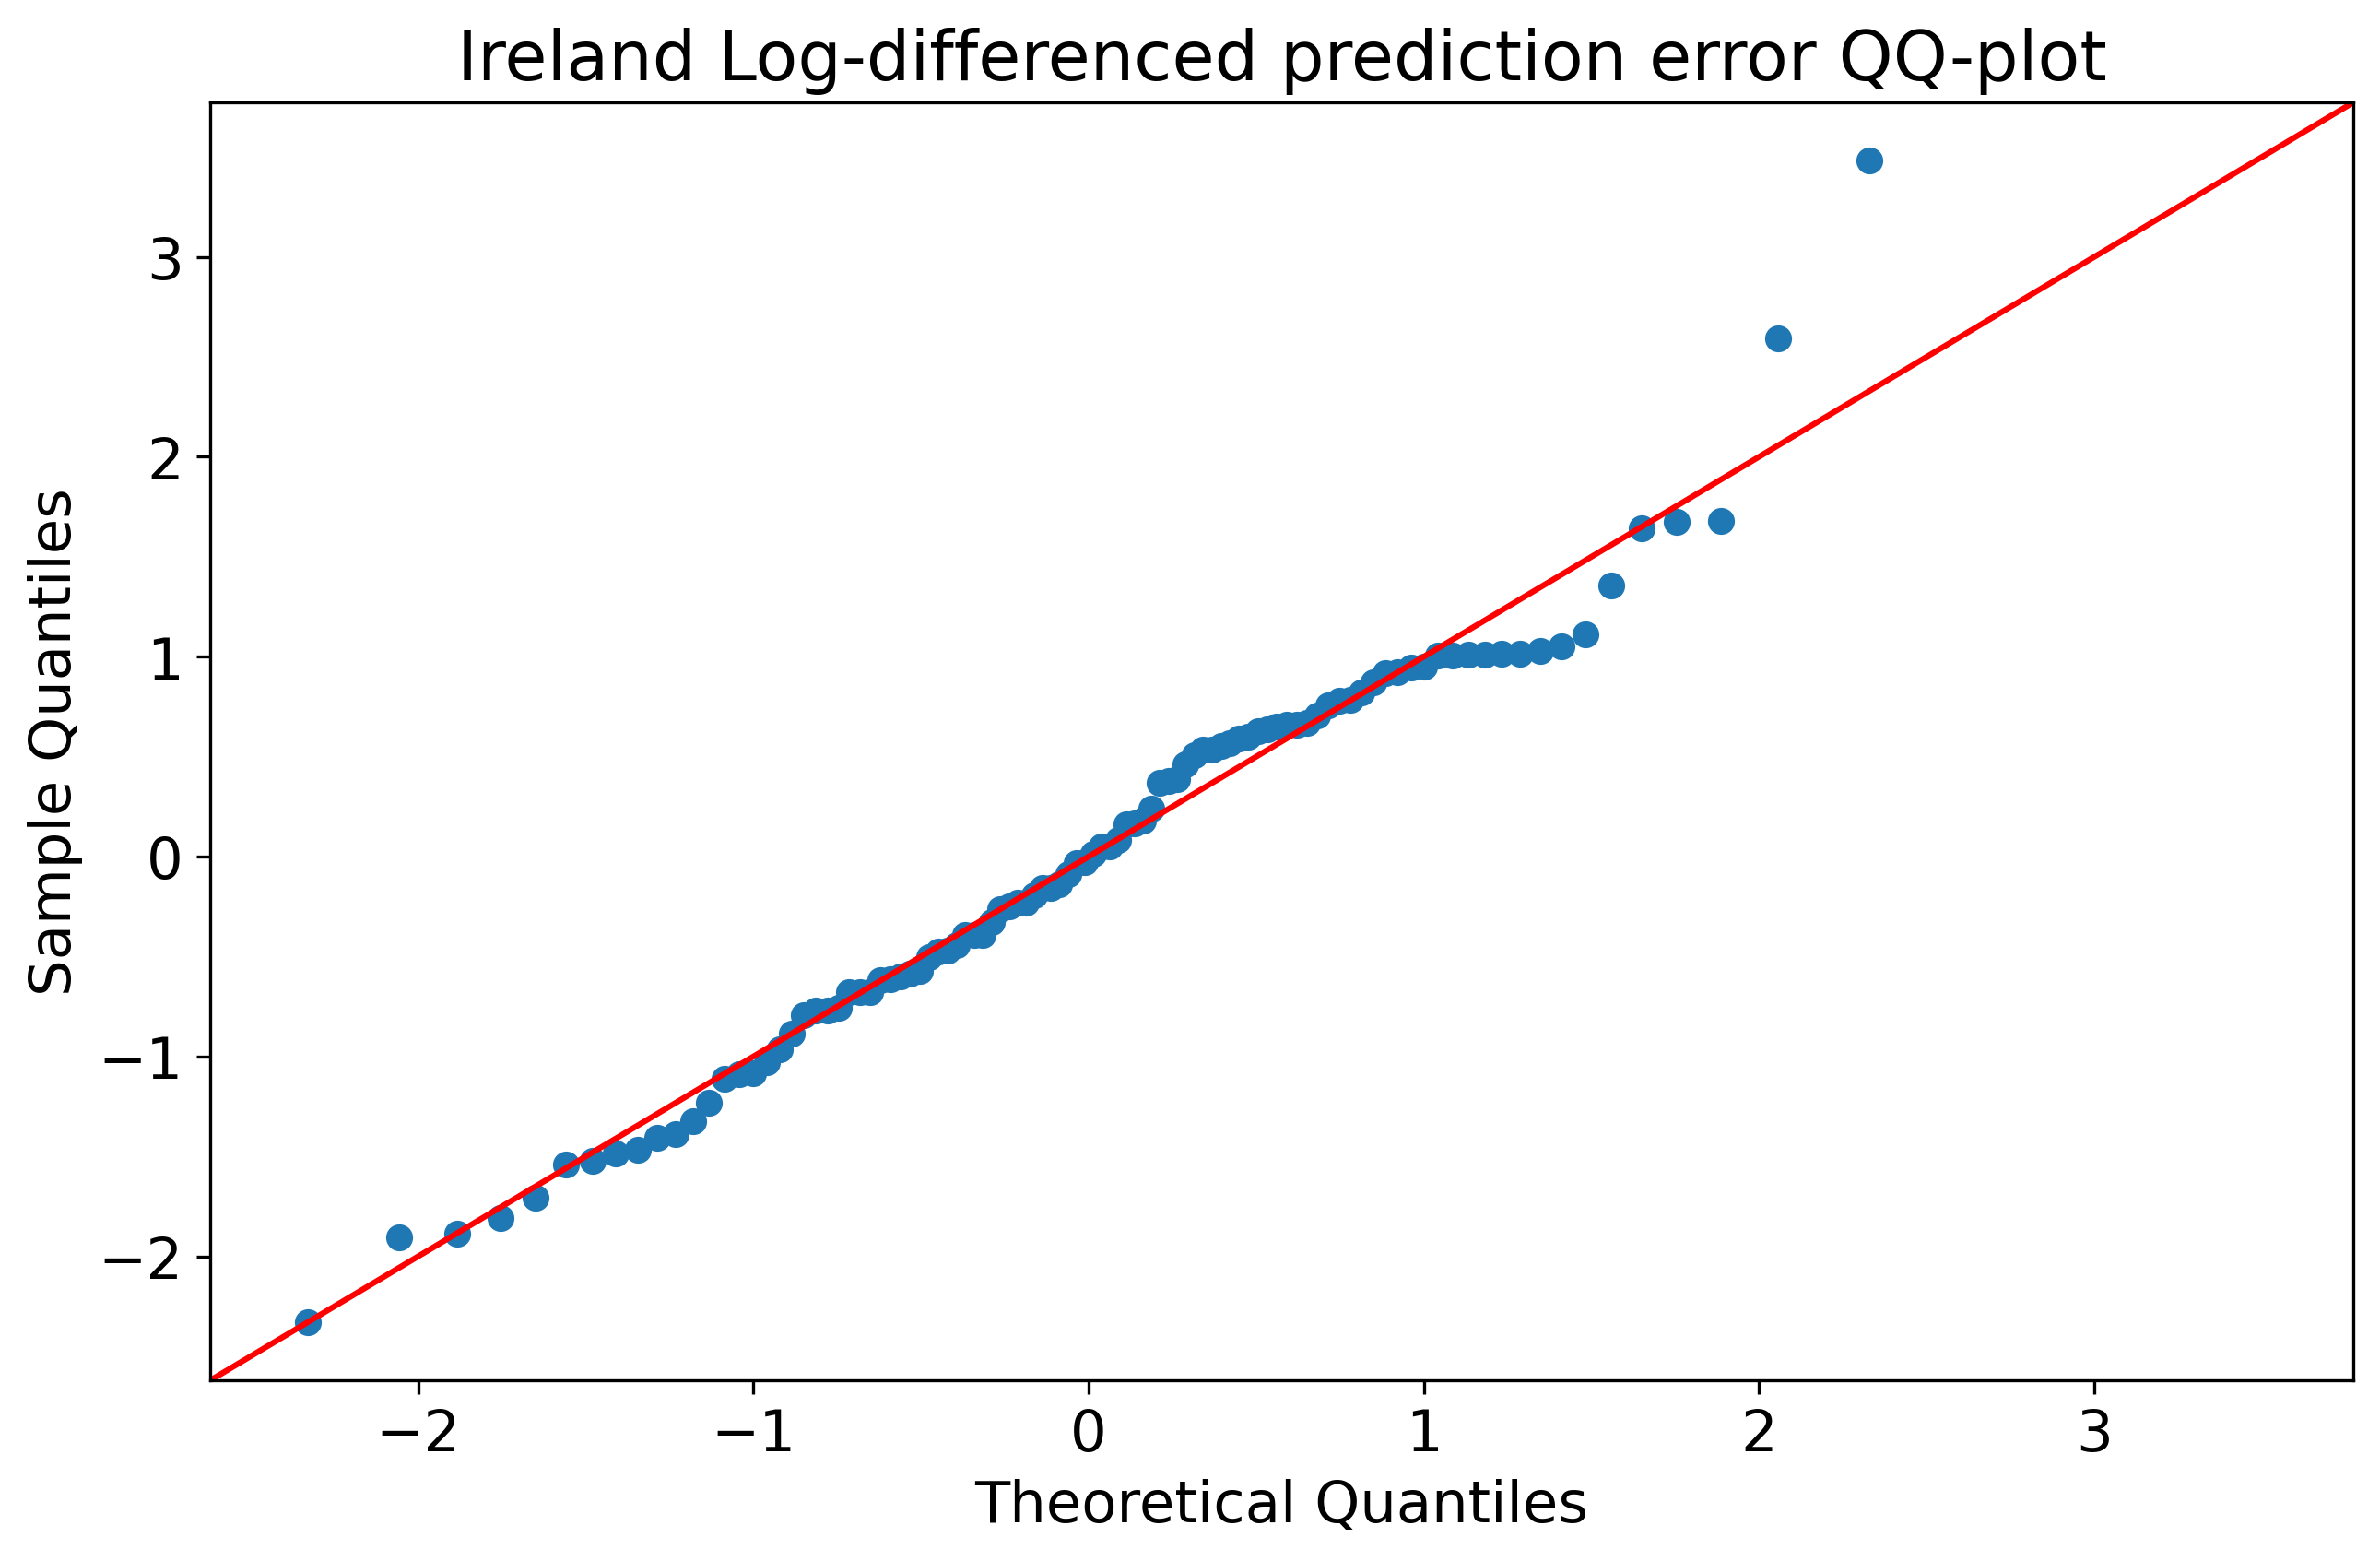 Ireland Log-differenced prediction error QQ-plot
3
2
1
0
−1
−2
Sample Quantiles
−2 −1 0 1 2 3
Theoretical Quantiles